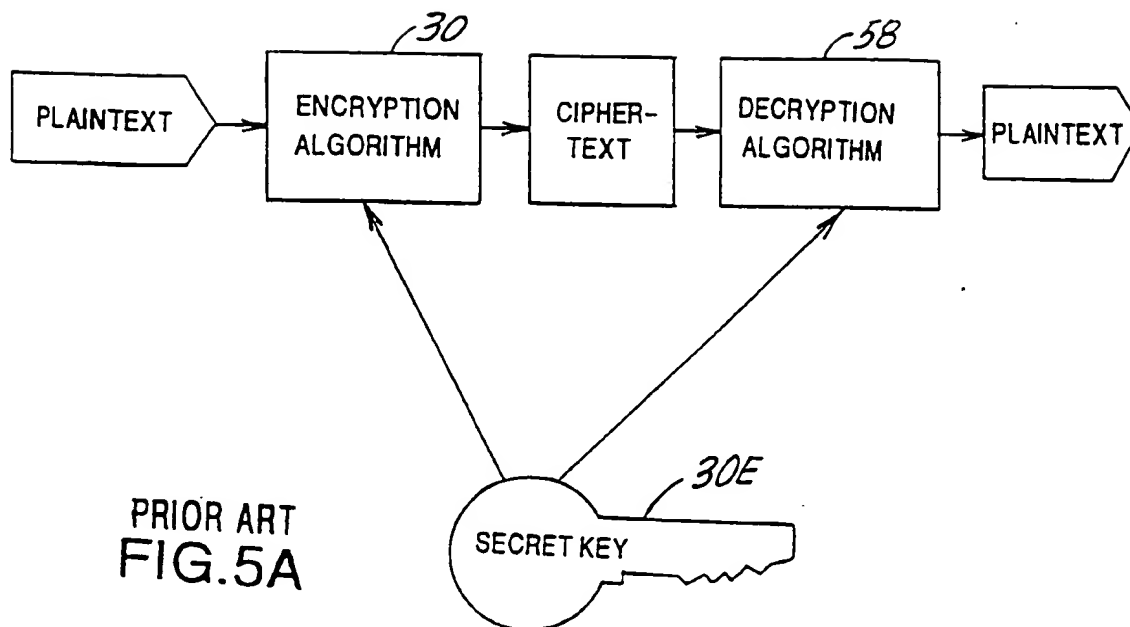 30
58
PLAINTEXT
ENCRYPTION
ALGORITHM
CIPHER-
TEXT
DECRYPTION
ALGORITHM
PLAINTEXT
30E
SECRET KEY
PRIOR ART
FIG.5A